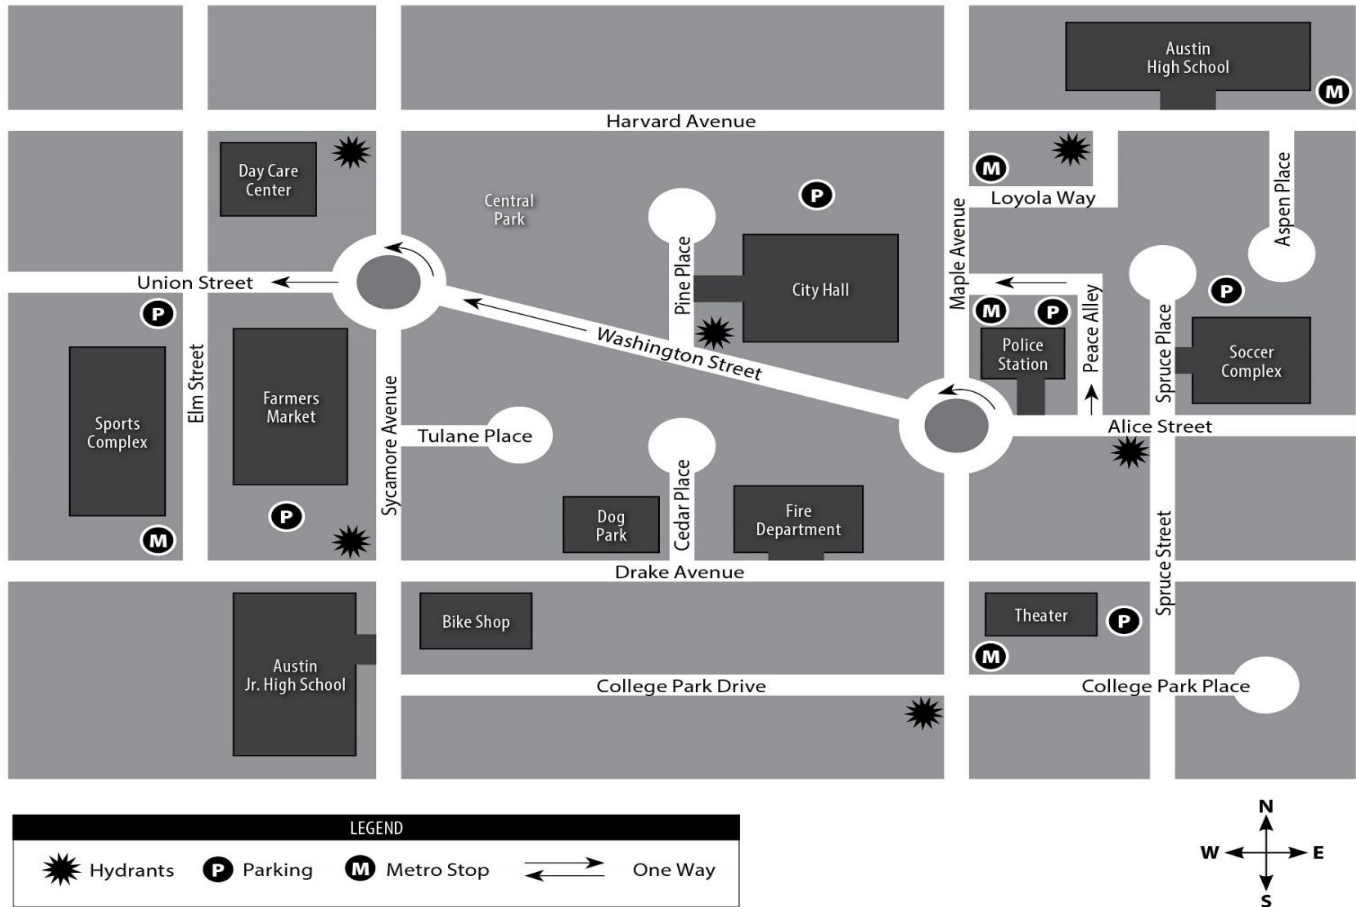 Austin
High School
M
Harvard Avenue
Day Care
Center
Central
Park
P
M
Loyola Way
Aspen Place
Maple Avenue
Pine Place
City Hall
Union Street
P
M
P
P
Peace Alley
Police
Station
Spruce Place
Soccer
Complex
Washington Street
Elm Street
Farmers
Market
Sports
Complex
Sycamore Avenue
Tulane Place
Alice Street
P
M
Dog
Park
Cedar Place
Fire
Department
Spruce Street
Drake Avenue
Bike Shop
Theater
P
M
Austin
Jr. High School
College Park Drive
College Park Place
LEGEND
Hydrants
P Parking
M Metro Stop
One Way
N
W E
S